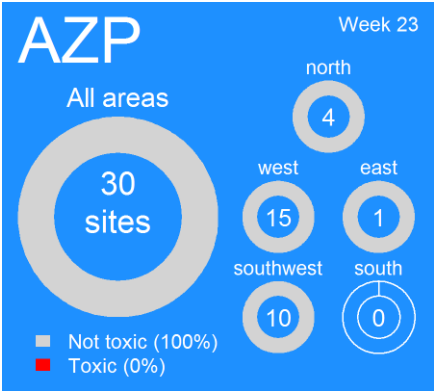 AZP
Week 23
All areas
30
sites
north
4
west
15
east
1
southwest
10
south
0
Not toxic (100%)
Toxic (0%)